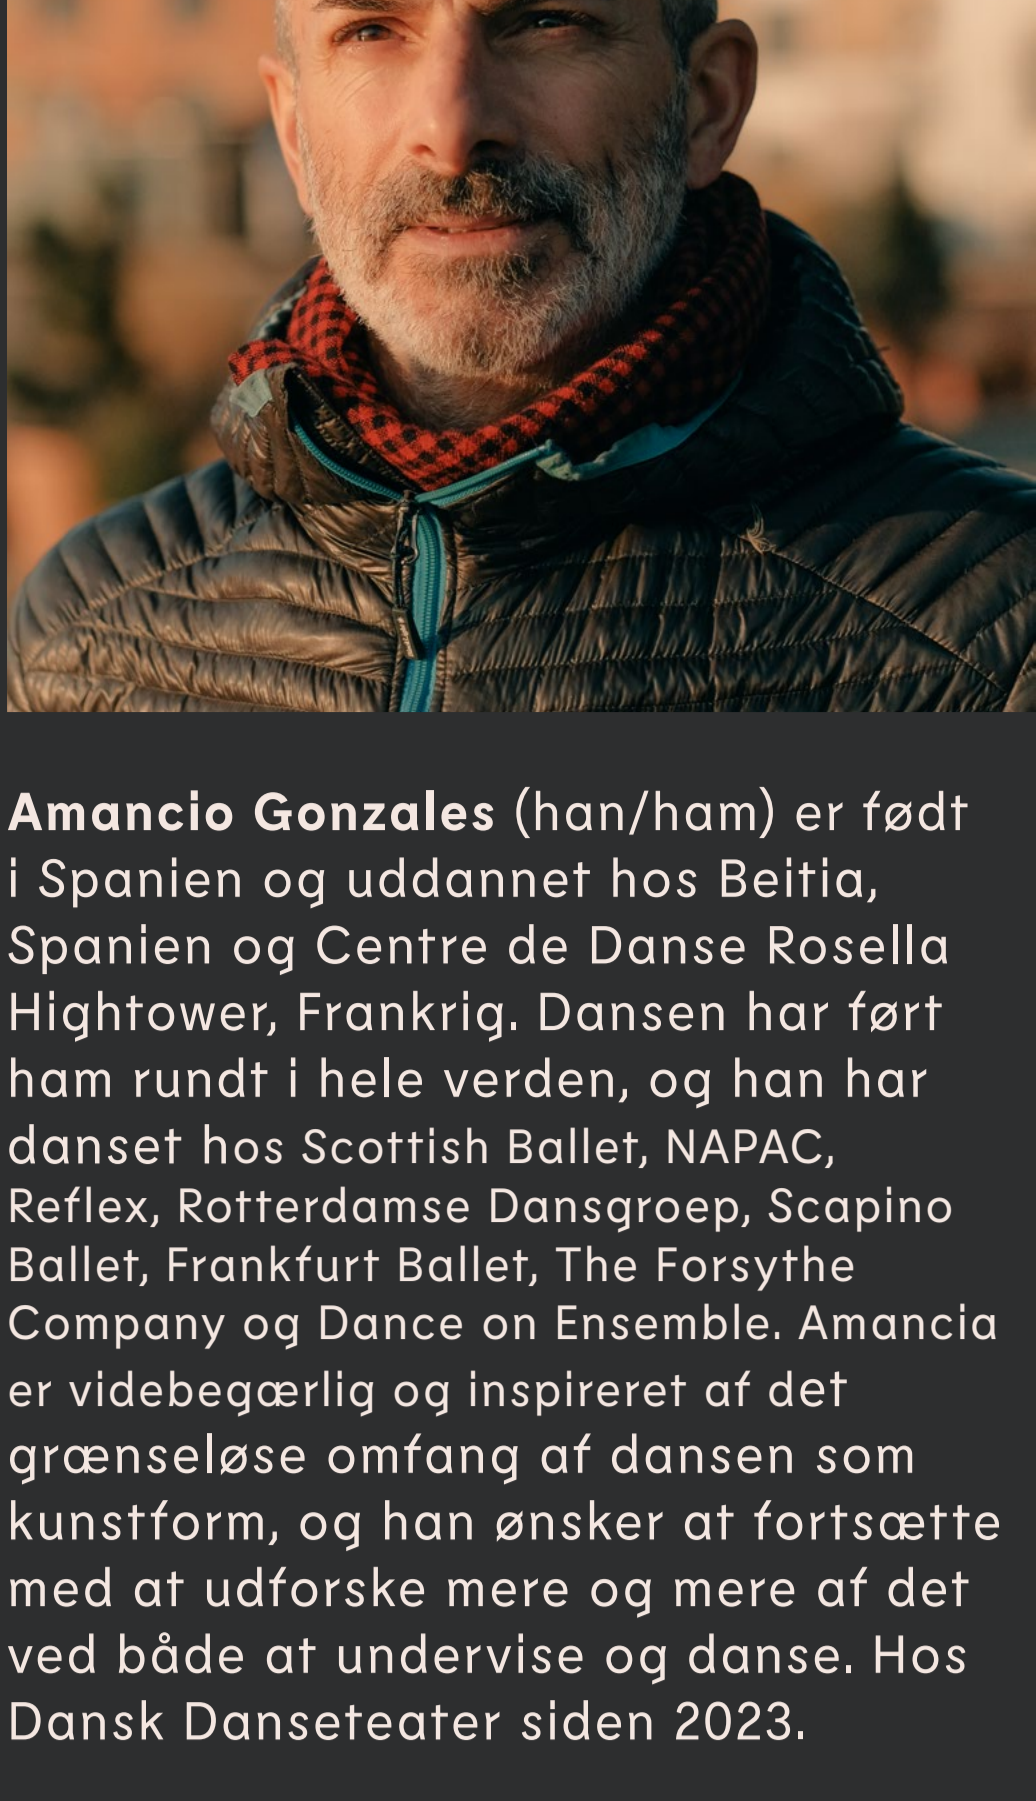 Amancio Gonzales (han/ham) er født
i Spanien og uddannet hos Beitia,
Spanien og Centre de Danse Rosella
Hightower, Frankrig. Dansen har ført
ham rundt i hele verden, og han har
danset hos Scottish Ballet, NAPAC,
Reflex, Rotterdamse Dansgroep, Scapino
Ballet, Frankfurt Ballet, The Forsythe
Company og Dance on Ensemble. Amancia
er videbegærlig og inspireret af det
grænseløse omfang af dansen som
kunstform, og han ønsker at fortsætte
med at udforske mere og mere af det
ved både at undervise og danse. Hos
Dansk Danseteater siden 2023.